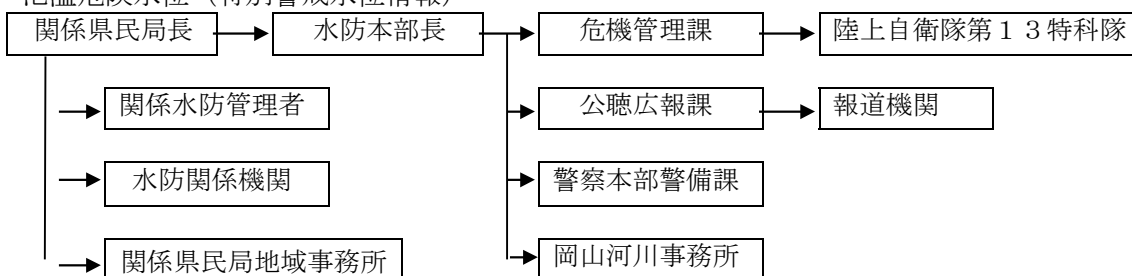 氾濫危険水位（特別警戒水位情報）
関係県民局長 水防本部長 危機管理課 陸上自衛隊第１３特科隊
関係水防管理者 公聴広報課 報道機関
水防関係機関 警察本部警備課
関係県民局地域事務所 岡山河川事務所